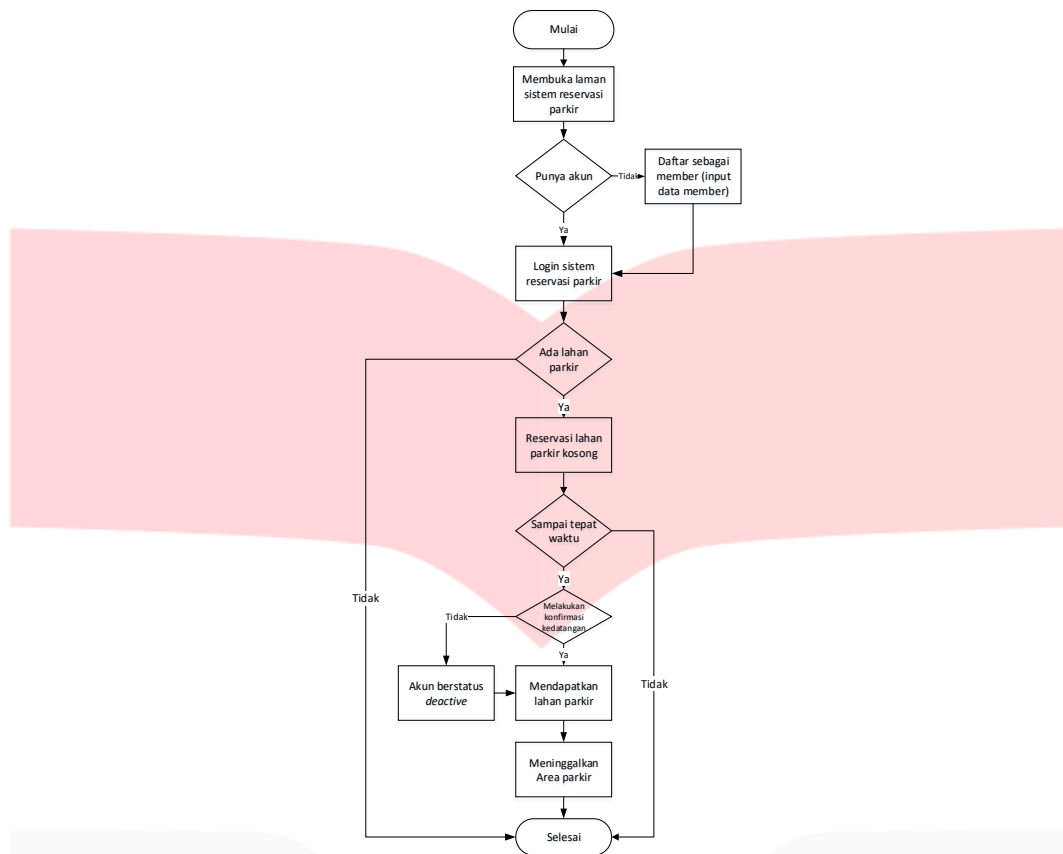 Mulai
Membuka laman
sistem reservasi
parkir
Punya akun
Tidak
Daftar sebagai
member (input
data member)
Ya
Login sistem
reservasi parkir
Ada lahan
parkir
Ya
Reservasi lahan
parkir kosong
Sampai tepat
waktu
Ya
Tidak
Melakukan
konfirmasi
kedatangan
Tidak
Ya
Akun berstatus
deactive
Mendapatkan
lahan parkir
Tidak
Meninggalkan
Area parkir
Selesai